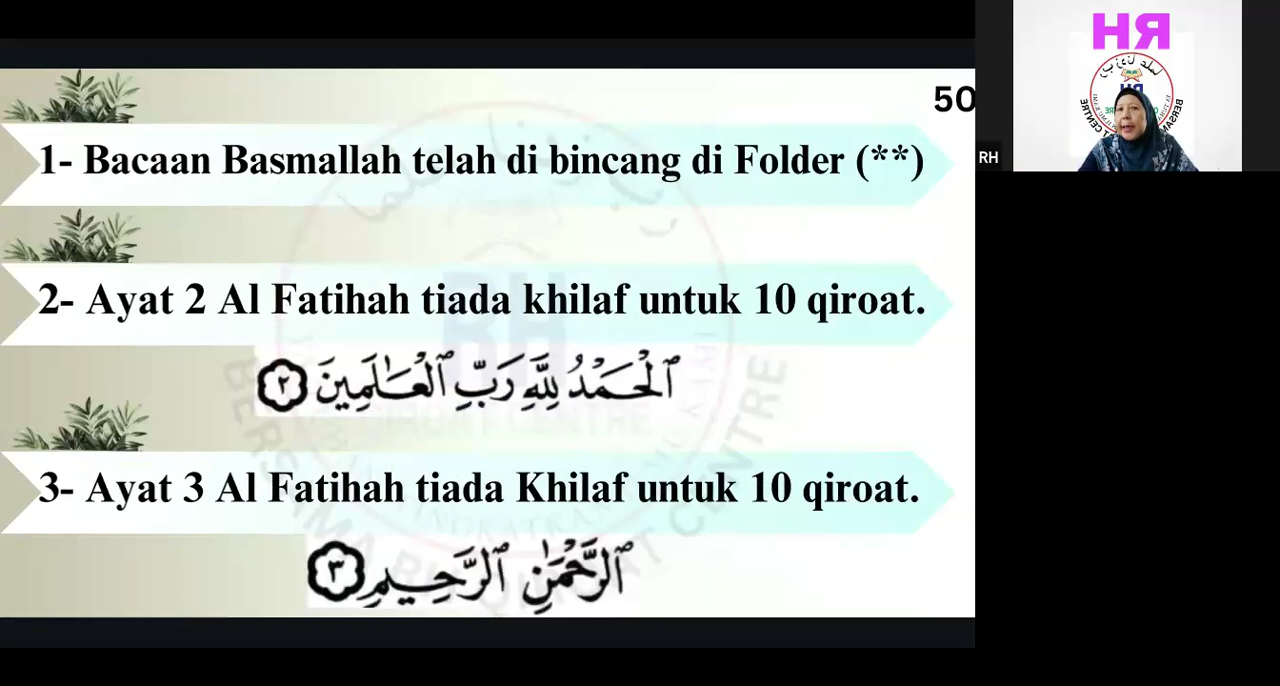 50
1- Bacaan Basmallah telah di bincang di Folder (**)
2- Ayat 2 Al Fatihah tiada khilaf untuk 10 qiroat.
ٱلْحَمْدُ لِلَّهِ رَبِّ ٱلْعَـٰلَمِينَ ٢
3- Ayat 3 Al Fatihah tiada Khilaf untuk 10 qiroat.
ٱلرَّحْمَـٰنِ ٱلرَّحِيمِ ٣
RH
RH